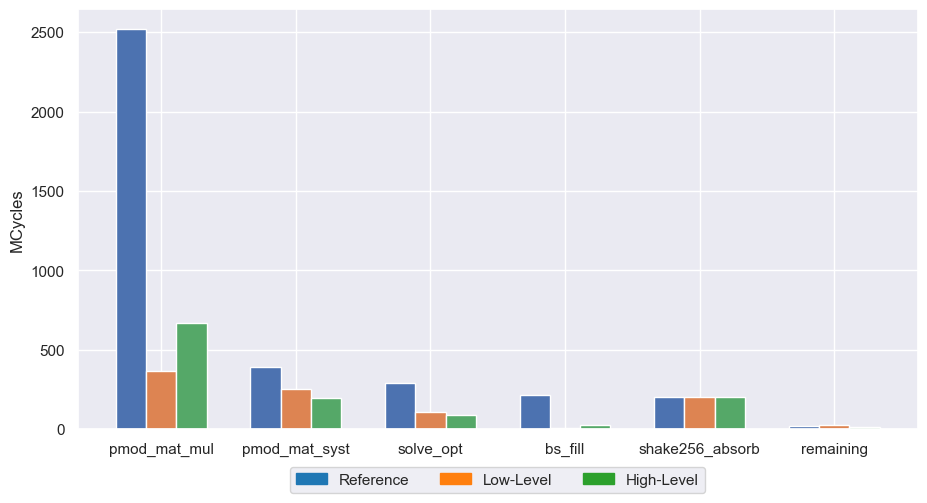 2500
2000
1500
1000
500
0
MCycles
pmod_mat_mul pmod_mat_syst solve_opt bs_fill shake256_absorb remaining
Reference Low-Level High-Level